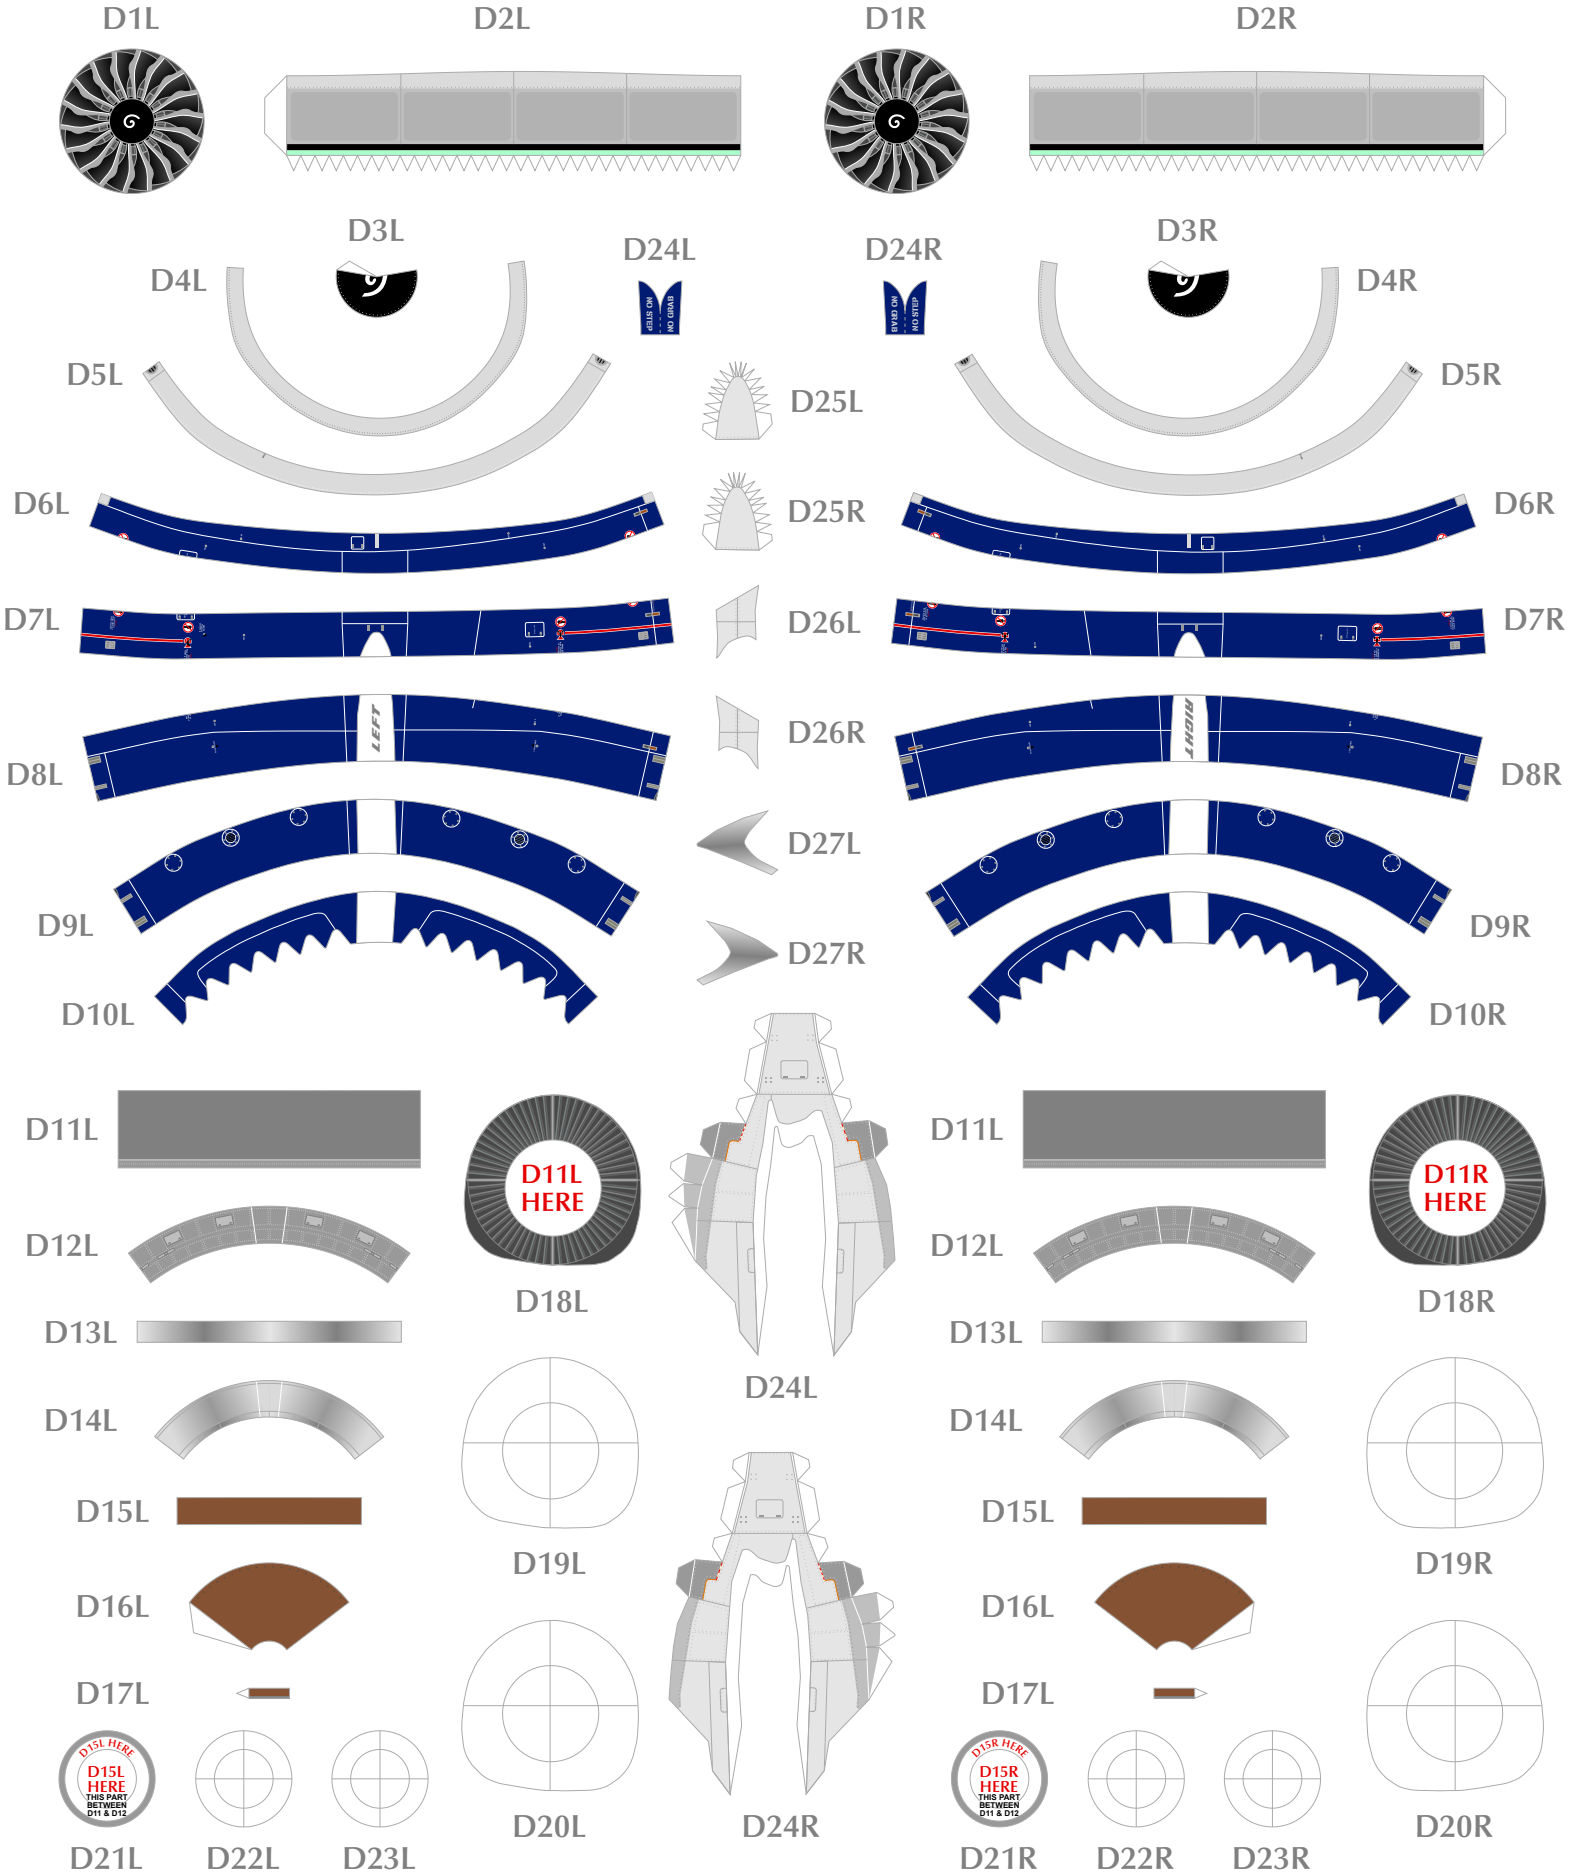 D1L
D2L
D1R
D2R
D3L
D24L
D24R
D3R
D4L
D4R
NO STEP
NO GRAB
NO GRAB
NO STEP
D5L
D25L
D5R
D6L
D25R
D6R
D7L
D26L
D7R
LEFT
RIGHT
D26R
D8L
D8R
D27L
D9L
D27R
D9R
D10L
D10R
D11L
D11L
HERE
D11L
D11R
HERE
D12L
D12L
D18L
D18R
D13L
D13L
D24L
D14L
D14L
D15L
D15L
D19L
D19R
D16L
D16L
D17L
D17L
D15L HERE
D15L
HERE
THIS PART
BETWEEN
D11 & D12
D15R HERE
D15R
HERE
THIS PART
BETWEEN
D11 & D12
D20L
D24R
D20R
D21L
D22L
D23L
D21R
D22R
D23R